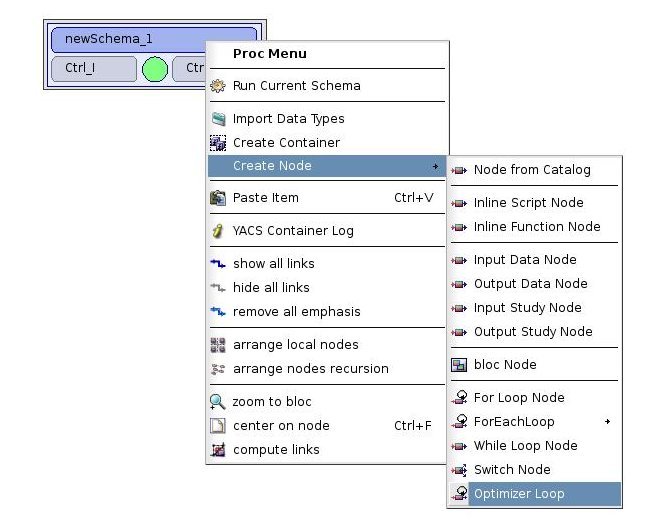 newSchema_1
Ctrl_I
Ctr
Proc Menu
Run Current Schema
Import Data Types
Create Container
Create Node
Paste Item Ctrl+V
YACS Container Log
show all links
hide all links
remove all emphasis
arrange local nodes
arrange nodes recursion
zoom to bloc
center on node Ctrl+F
compute links
Node from Catalog
Inline Script Node
Inline Function Node
Input Data Node
Output Data Node
Input Study Node
Output Study Node
bloc Node
For Loop Node
ForEachLoop
While Loop Node
Switch Node
Optimizer Loop